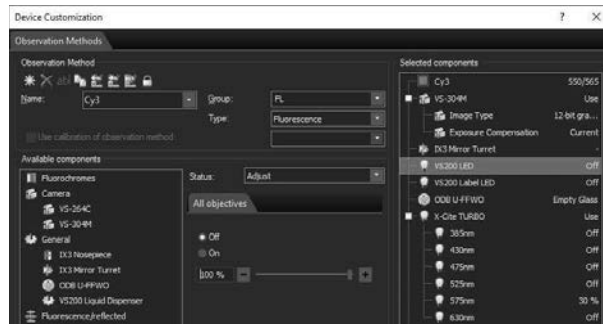 Device Customization ? ×
Observation Methods
Observation Method
Name: Cy3 Group: FL
Type: Fluorescence
Use calibration of observation method
Available components
Fluorochromes
Camera
VS-264C
VS-304M
General
IX3 Nosepiece
IX3 Mirror Turret
ODB U-FFWO
VS200 Liquid Dispenser
Fluorescence/reflected
Status: Adjust
All objectives
Off
On
100 %
Selected components
Cy3 550/565
VS-304M Use
Image Type 12-bit gra...
Exposure Compensation Current
IX3 Mirror Turret -
VS200 LED Off
VS200 Label LED Off
ODB U-FFWO Empty Glass
X-Cite TURBO Use
385nm Off
430nm Off
475nm Off
525nm Off
575nm 30 %
630nm Off